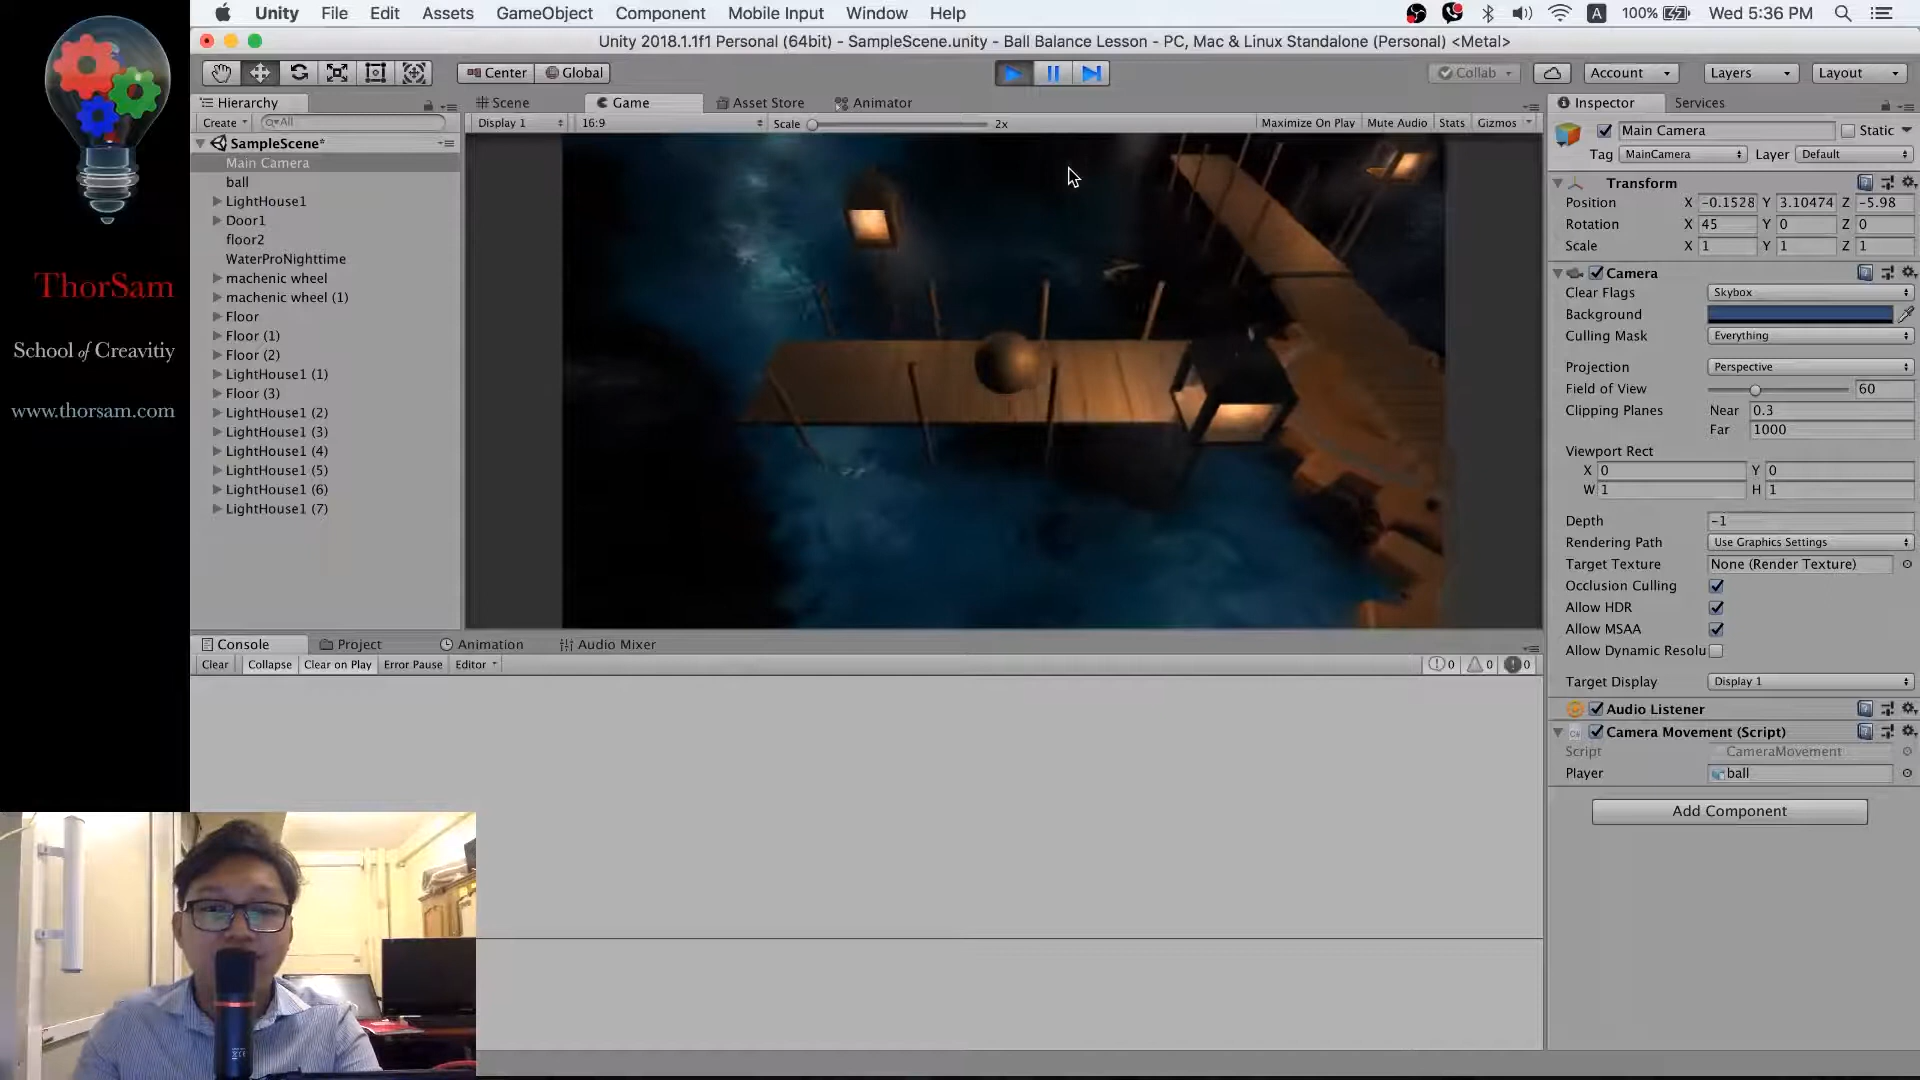 Unity File Edit Assets GameObject Component Mobile Input Window Help A 100% Wed 5:36 PM
Unity 2018.1.1f1 Personal (64bit) - SampleScene.unity - Ball Balance Lesson - PC, Mac & Linux Standalone (Personal) <Metal>
Center Global Collab Account Layers Layout
Hierarchy Scene Game Asset Store Animator Inspector Services
Create All Display 1 16:9 Scale 2x Maximize On Play Mute Audio Stats Gizmos
SampleScene*
Main Camera
ball
LightHouse1
Door1
floor2
WaterProNighttime
machenic wheel
machenic wheel (1)
Floor
Floor (1)
Floor (2)
LightHouse1 (1)
Floor (3)
LightHouse1 (2)
LightHouse1 (3)
LightHouse1 (4)
LightHouse1 (5)
LightHouse1 (6)
LightHouse1 (7)
ThorSam
School of Creavitiy
www.thorsam.com
Main Camera Static
Tag MainCamera Layer Default
Transform
Position X -0.1528 Y 3.10474 Z -5.98
Rotation X 45 Y 0 Z 0
Scale X 1 Y 1 Z 1
Camera
Clear Flags Skybox
Background
Culling Mask Everything
Projection Perspective
Field of View 60
Clipping Planes Near 0.3
Far 1000
Viewport Rect
X 0 Y 0
W 1 H 1
Depth -1
Rendering Path Use Graphics Settings
Target Texture None (Render Texture)
Occlusion Culling
Allow HDR
Allow MSAA
Allow Dynamic Resolu
Target Display Display 1
Audio Listener
Camera Movement (Script)
Script CameraMovement
Player ball
Add Component
Console Project Animation Audio Mixer
Clear Collapse Clear on Play Error Pause Editor 0 0 0